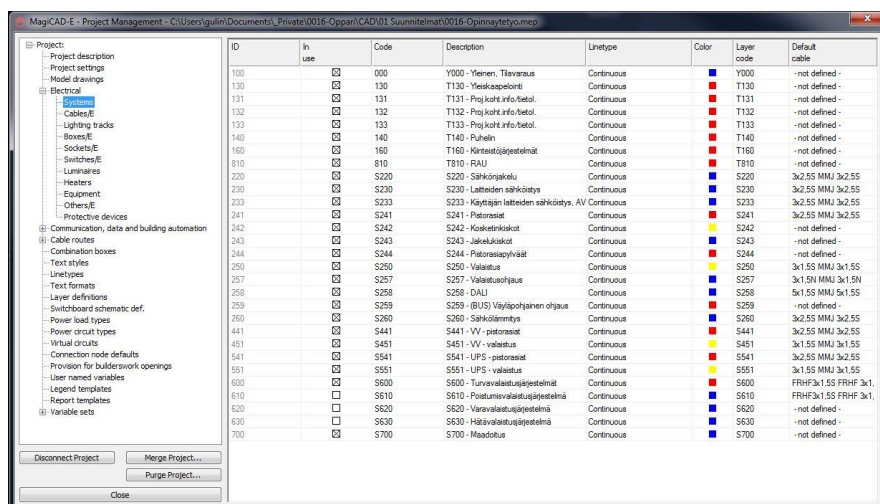 MagiCAD-E - Project Management - C:\Users\gulin\Documents\_Private\0016-Oppari\CAD\01 Suunnitelmat\0016-Opinnaytetyo.mep
Project:
Project description
Project settings
Model drawings
Electrical
Systems
Cables/E
Lighting tracks
Boxes/E
Sockets/E
Switches/E
Luminaires
Heaters
Equipment
Others/E
Protective devices
Communication, data and building automation
Cable routes
Combination boxes
Text styles
Linetypes
Text formats
Layer definitions
Switchboard schematic def.
Power load types
Power circuit types
Virtual circuits
Connection node defaults
Provision for builderswork openings
User named variables
Legend templates
Report templates
Variable sets
Disconnect Project
Merge Project...
Purge Project...
Close
ID In use Code Description Linetype Color Layer code Default cable
100 000 Y000 - Yleinen, Tilavaraus Continuous Y000 - not defined -
130 130 T130 - Yleiskaapelointi Continuous T130 - not defined -
131 131 T131 - Proj.koht.info./tietol. Continuous T131 - not defined -
132 132 T132 - Proj.koht.info./tietol. Continuous T132 - not defined -
133 133 T133 - Proj.koht.info./tietol. Continuous T133 - not defined -
140 140 T140 - Puhelin Continuous T140 - not defined -
160 160 T160 - Kiinteistöjärjestelmät Continuous T160 - not defined -
810 810 T810 - RAU Continuous T810 - not defined -
220 S220 S220 - Sähkönjakelu Continuous S220 3x2,5S MMJ 3x2,5S
230 S230 S230 - Laitteiden sähköistys Continuous S230 3x2,5S MMJ 3x2,5S
233 S233 S233 - Käyttäjän laitteiden sähköistys, AV Continuous S233 3x2,5S MMJ 3x2,5S
241 S241 S241 - Pistorasiat Continuous S241 3x2,5S MMJ 3x2,5S
242 S242 S242 - Kosketinkiskot Continuous S242 - not defined -
243 S243 S243 - Jakelukiskot Continuous S243 - not defined -
244 S244 S244 - Pistorasiapylväät Continuous S244 - not defined -
250 S250 S250 - Valaistus Continuous S250 3x1,5S MMJ 3x1,5S
257 S257 S257 - Valaistusohjaus Continuous S257 3x1,5N MMJ 3x1,5N
258 S258 S258 - DALI Continuous S258 5x1,5S MMJ 5x1,5S
259 S259 S259 - (BUS) Väyläpohjainen ohjaus Continuous S259 - not defined -
260 S260 S260 - Sähkölämmitys Continuous S260 3x2,5S MMJ 3x2,5S
441 S441 S441 - VV - pistorasiat Continuous S441 3x2,5S MMJ 3x2,5S
451 S451 S451 - VV - valaistus Continuous S451 3x1,5S MMJ 3x1,5S
541 S541 S541 - UPS - pistorasiat Continuous S541 3x2,5S MMJ 3x2,5S
551 S551 S551 - UPS - valaistus Continuous S551 3x1,5S MMJ 3x1,5S
600 S600 S600 - Turvavalaistusjärjestelmät Continuous S600 FRHF3x1,5S FRHF 3x1,
610 S610 S610 - Poistumisvalaistusjärjestelmä Continuous S610 FRHF3x1,5S FRHF 3x1,
620 S620 S620 - Varavalaistusjärjestelmä Continuous S620 - not defined -
630 S630 S630 - Hätävalaistusjärjestelmä Continuous S630 - not defined -
700 S700 S700 - Maadoitus Continuous S700 - not defined -